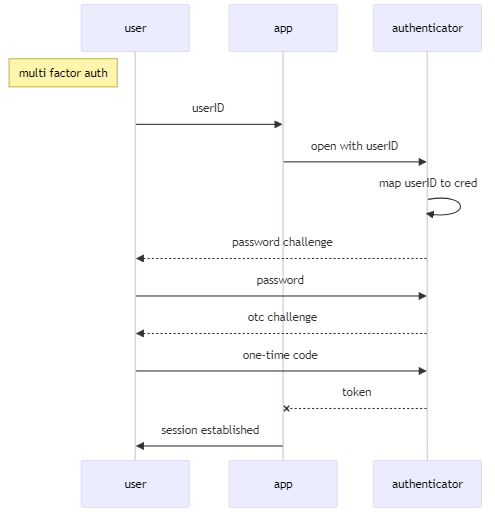 user
app
authenticator
multi factor auth
userID
open with userID
map userID to cred
password challenge
password
otc challenge
one-time code
token
session established
user
app
authenticator